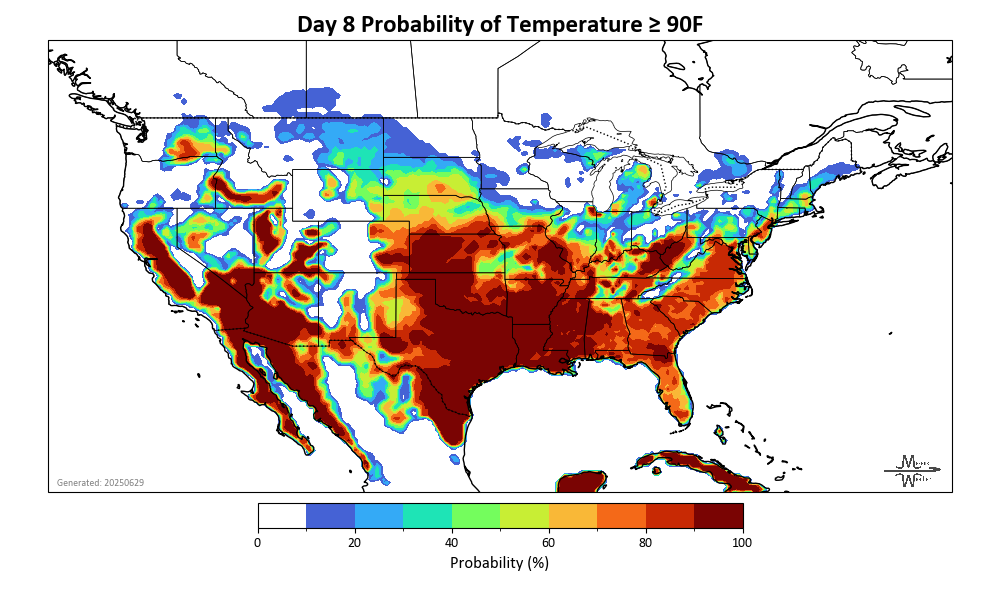 Day 8 Probability of Temperature ≥ 90F
Generated: 20250629
0 20 40 60 80 100
Probability (%)